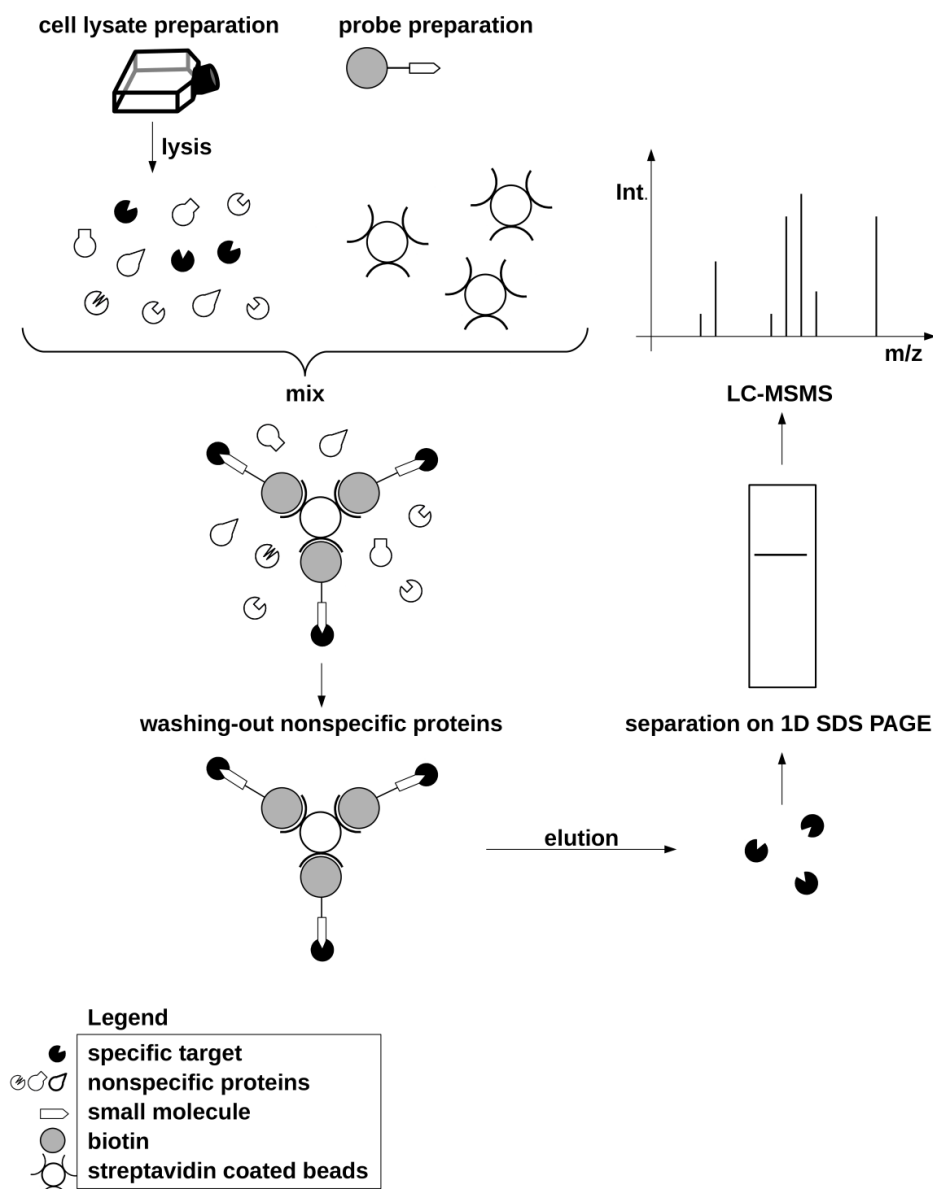 cell lysate preparation
probe preparation
lysis
Int.
m/z
mix
LC-MSMS
washing-out nonspecific proteins
separation on 1D SDS PAGE
elution
Legend
specific target
nonspecific proteins
small molecule
biotin
streptavidin coated beads